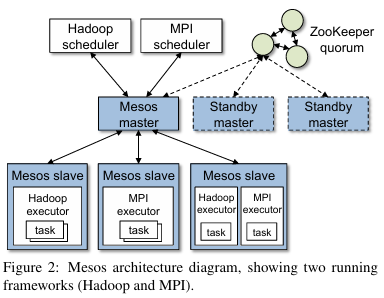 Hadoop
scheduler
MPI
scheduler
ZooKeeper
quorum
Mesos
master
Standby
master
Standby
master
Mesos slave
Hadoop
executor
task
Mesos slave
MPI
executor
task
Mesos slave
Hadoop
executor
task
MPI
executor
task
Figure 2: Mesos architecture diagram, showing two running
frameworks (Hadoop and MPI).